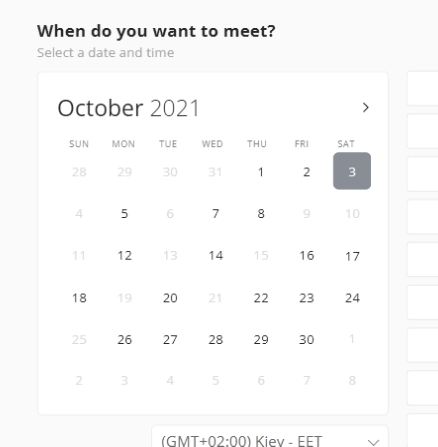 When do you want to meet?
Select a date and time
October 2021
SUN MON TUE WED THU FRI SAT
28 29 30 31 1 2 3
4 5 6 7 8 9 10
11 12 13 14 15 16 17
18 19 20 21 22 23 24
25 26 27 28 29 30 1
2 3 4 5 6 7 8
(GMT+02:00) Kiev - EET